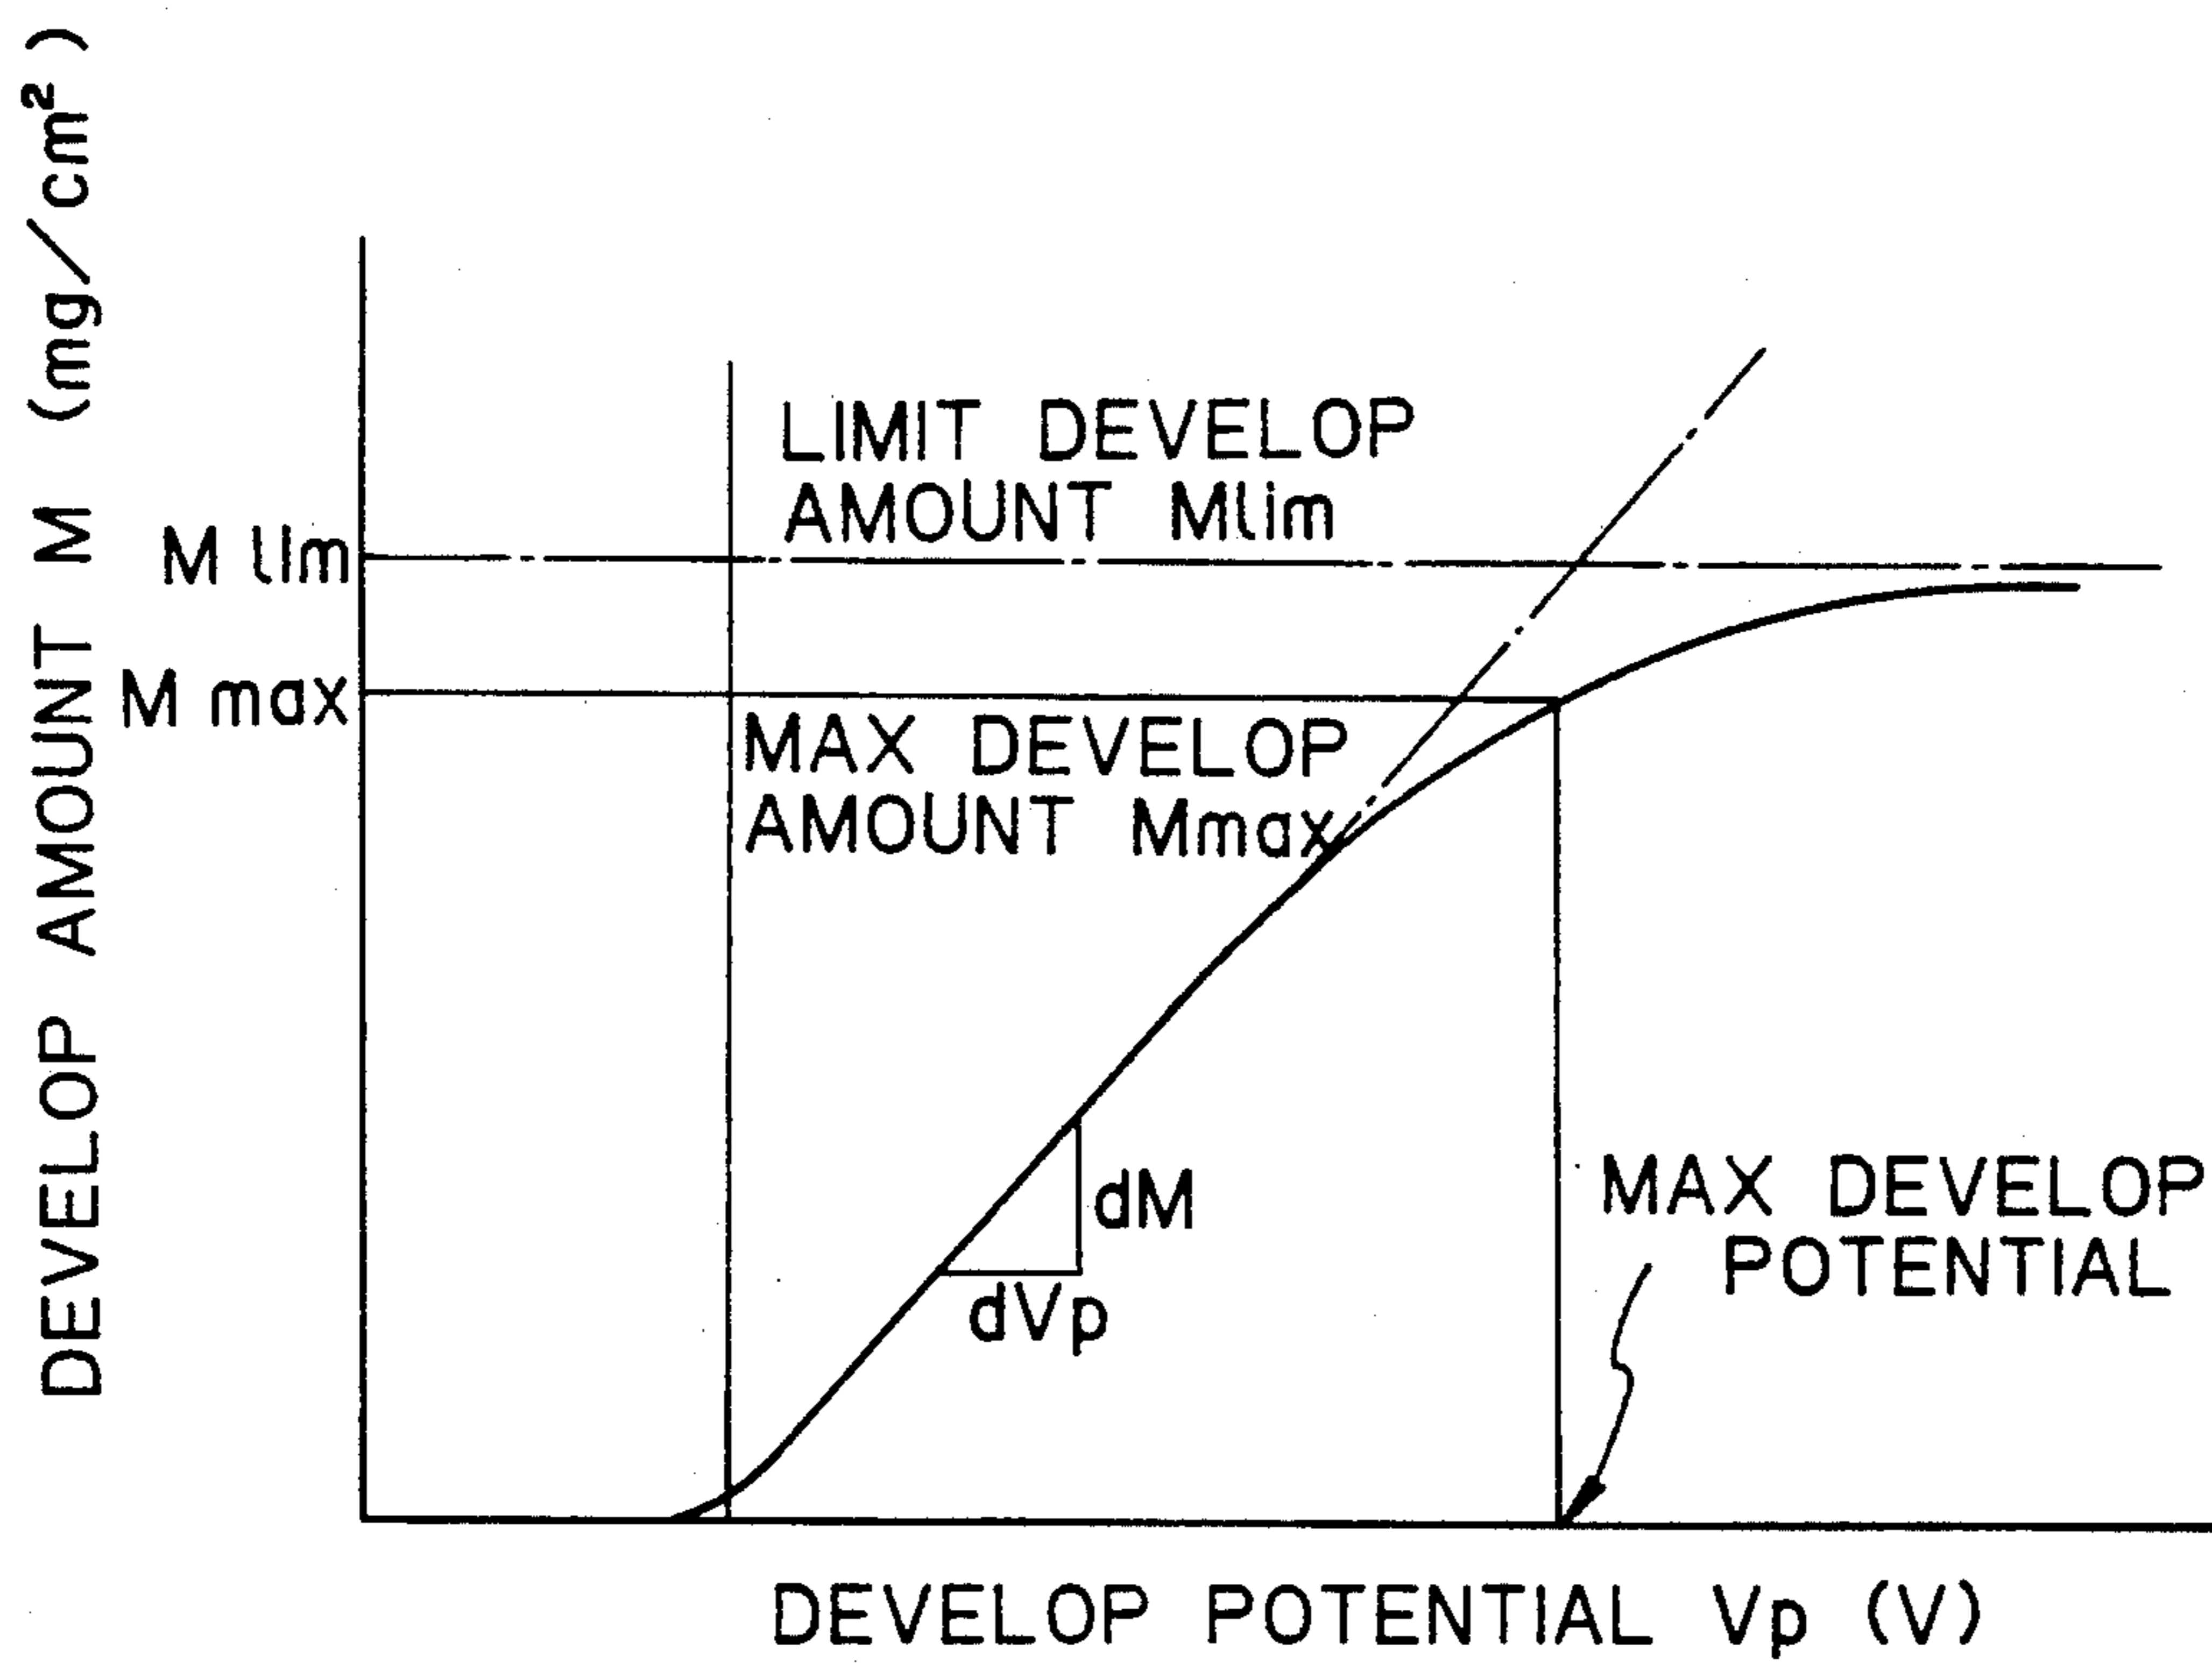 DEVELOP AMOUNT M (mg/cm²)
LIMIT DEVELOP
AMOUNT Mlim
M lim
M max
MAX DEVELOP
AMOUNT Mmax
dM
dVp
MAX DEVELOP
POTENTIAL
DEVELOP POTENTIAL Vp (V)